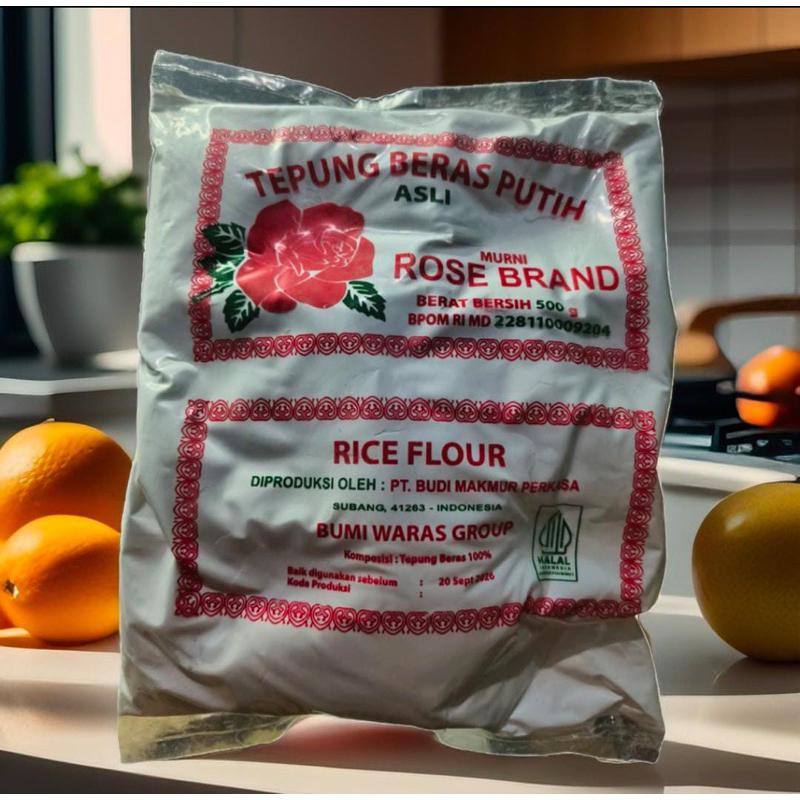 TEPUNG BERAS PUTIH
ASLI
MURNI
ROSE BRAND
BERAT BERSIH 500 g
BPOM RI MD 228110009204
RICE FLOUR
DIPRODUKSI OLEH : PT. BUDI MAKMUR PERKASA
SUBANG, 41263 - INDONESIA
BUMI WARAS GROUP
Komposisi : Tepung Beras 100%
Baik digunakan sebelum : 20 Sept 2026
Kode Produksi :
HALAL
INDONESIA